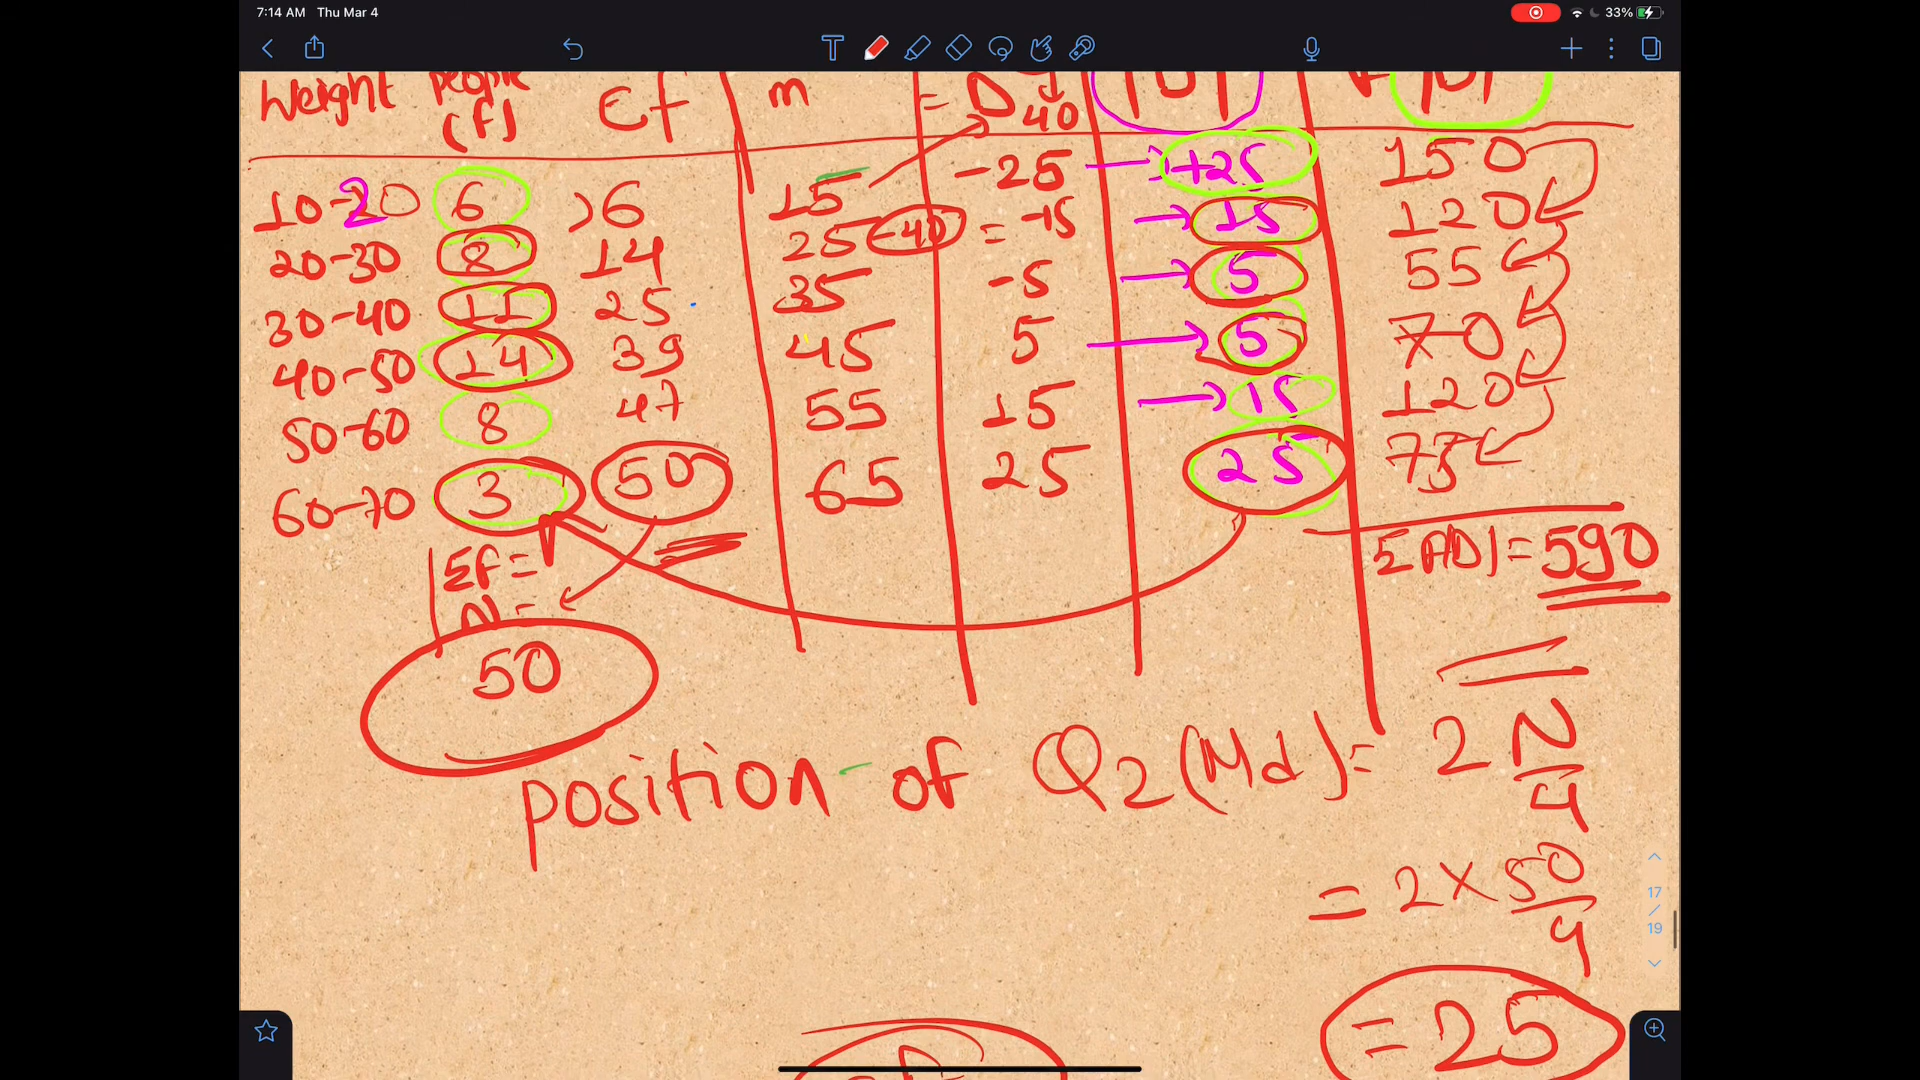 7:14 AM Thu Mar 4 33%
Weight people (f) Cf m = D 40 |D| |D|
10-20 6 6 15 -25 +25 150
20-30 8 14 25 -40 = -15 15 120
30-40 11 25 35 -5 5 55
40-50 14 39 45 5 5 70
50-60 8 47 55 15 15 120
60-70 3 50 65 25 25 75
Σf =
N =
50
Σf|D| = 590
position of Q2 (Md) = 2 N/4
= 2 × 50/4
= 25
17
/
19